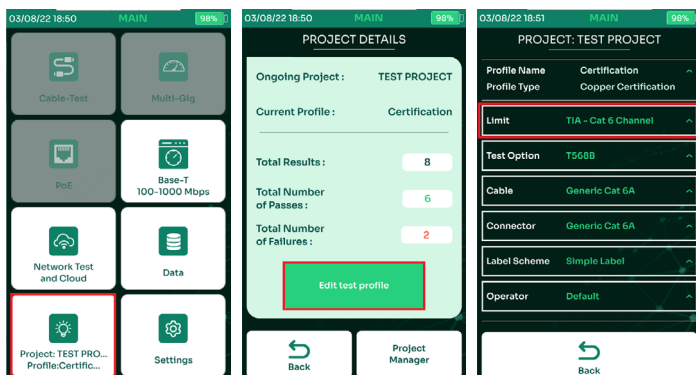 03/08/22 18:50 MAIN 98%
Cable-Test
Multi-Gig
PoE
Base-T
100-1000 Mbps
Network Test
and Cloud
Data
Project: TEST PRO...
Profile:Certific...
Settings
03/08/22 18:50 MAIN 98%
PROJECT DETAILS
Ongoing Project : TEST PROJECT
Current Profile : Certification
Total Results : 8
Total Number
of Passes : 6
Total Number
of Failures : 2
Edit test profile
Back
Project
Manager
03/08/22 18:51 MAIN 98%
PROJECT: TEST PROJECT
Profile Name Certification
Profile Type Copper Certification
Limit TIA - Cat 6 Channel
Test Option T568B
Cable Generic Cat 6A
Connector Generic Cat 6A
Label Scheme Simple Label
Operator Default
Back